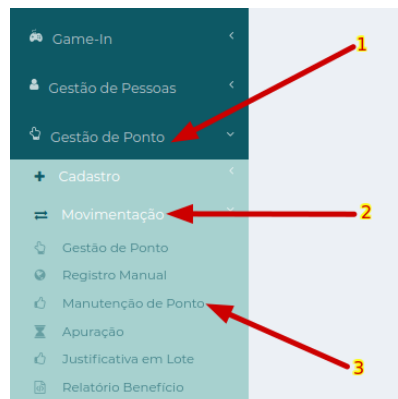 Game-In
1
Gestão de Pessoas
Gestão de Ponto
Cadastro
Movimentação
2
Gestão de Ponto
Registro Manual
Manutenção de Ponto
Apuração
Justificativa em Lote
3
Relatório Benefício